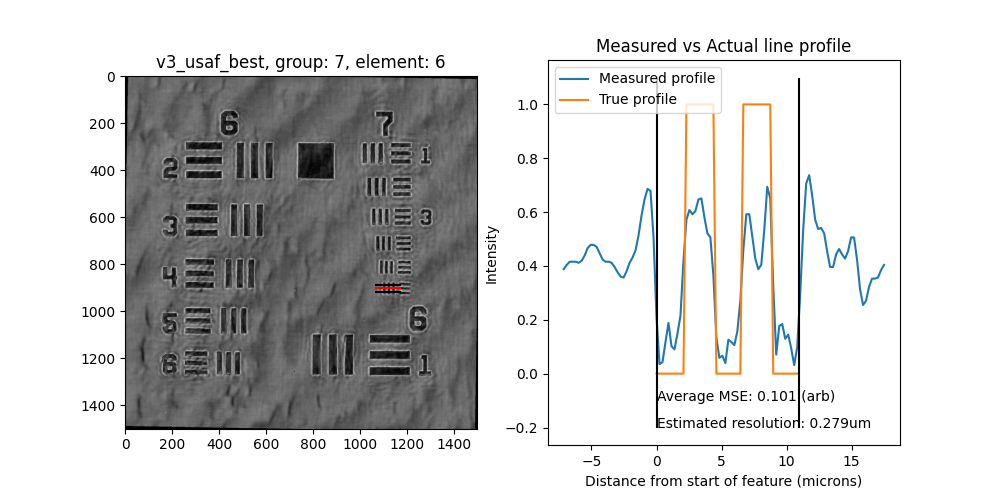 v3_usaf_best, group: 7, element: 6
0
200
400
600
800
1000
1200
1400
0 200 400 600 800 1000 1200 1400
6 7
2 1
3 3
4
5 6
6 1
Measured vs Actual line profile
Measured profile
True profile
1.0
0.8
0.6
0.4
0.2
0.0
−0.2
Intensity
Average MSE: 0.101 (arb)
Estimated resolution: 0.279um
−5 0 5 10 15
Distance from start of feature (microns)